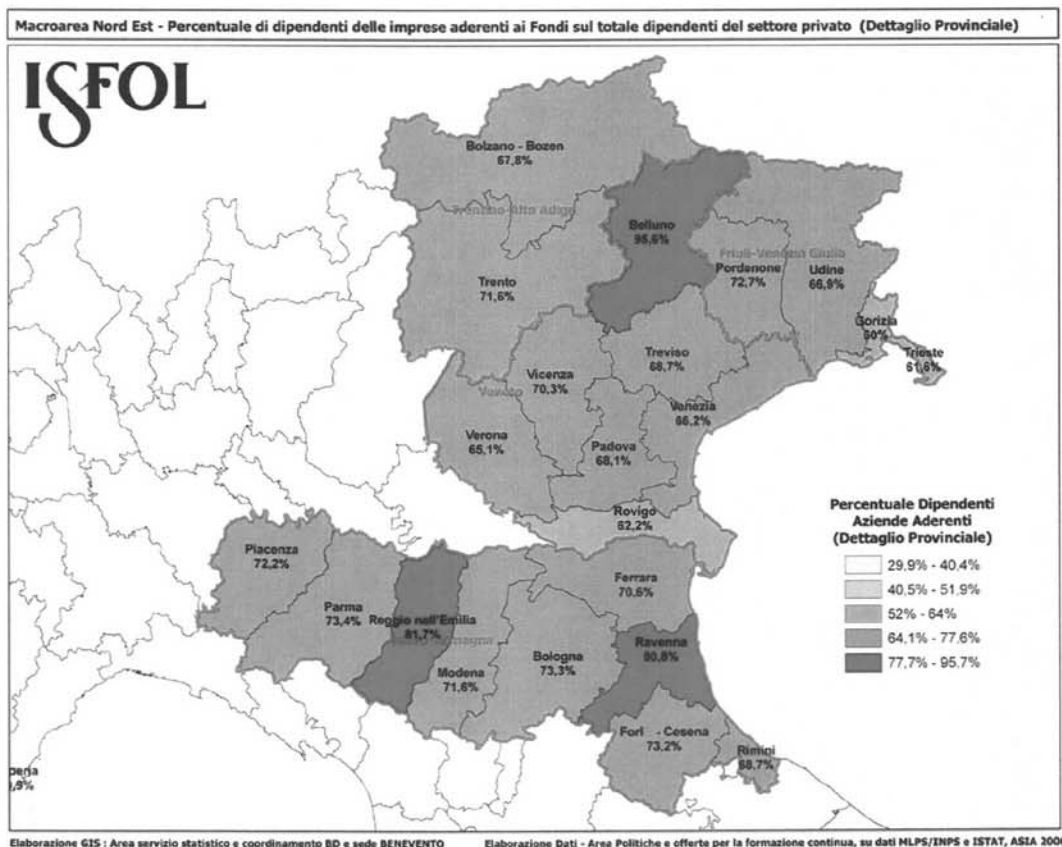 Macroarea Nord Est - Percentuale di dipendenti delle imprese aderenti ai Fondi sul totale dipendenti del settore privato (Dettaglio Provinciale)
ISFOL
Bolzano - Bozen
67,8%
Trentino-Alto Adige
Belluno
95,6%
Friuli-Venezia Giulia
Trento
71,6%
Pordenone
72,7%
Udine
66,9%
Gorizia
60%
Trieste
61,6%
Treviso
68,7%
Vicenza
70,3%
Veneto
Venezia
66,2%
Verona
65,1%
Padova
68,1%
Rovigo
62,2%
Percentuale Dipendenti
Aziende Aderenti
(Dettaglio Provinciale)
29,9% - 40,4%
40,5% - 51,9%
52% - 64%
64,1% - 77,6%
77,7% - 95,7%
Piacenza
72,2%
Ferrara
70,6%
Parma
73,4%
Reggio nell'Emilia
81,7%
Ravenna
80,8%
Bologna
73,3%
Modena
71,6%
Forl - Cesena
73,2%
Rimini
68,7%
peria
,9%
Elaborazione GIS : Area servizio statistico e coordinamento BD e sede BENEVENTO
Elaborazione Dati - Area Politiche e offerte per la formazione continua, su dati MLPS/INPS e ISTAT, ASIA